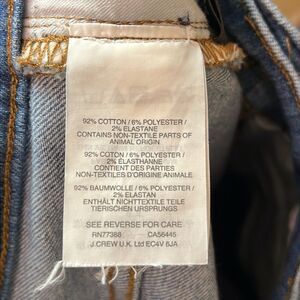 92% COTTON / 6% POLYESTER /
2% ELASTANE
CONTAINS NON-TEXTILE PARTS OF
ANIMAL ORIGIN
92% COTON / 6% POLYESTER /
2% ELASTHANNE
CONTIENT DES PARTIES
NON-TEXTILES D'ORIGINE ANIMALE
92% BAUMWOLLE / 6% POLYESTER /
2% ELASTAN
ENTHÄLT NICHTTEXTILE TEILE
TIERISCHEN URSPRUNGS
SEE REVERSE FOR CARE
RN77388 CA56445
J.CREW U.K. Ltd EC4V 6JA